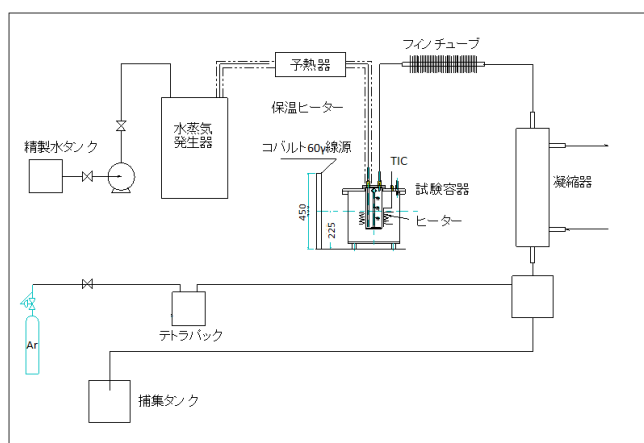 フィンチューブ
予熱器
保温ヒーター
水蒸気
発生器
精製水タンク
コバルト60γ線源
TIC
試験容器
凝縮器
ヒーター
450
225
テトラパック
Ar
捕集タンク